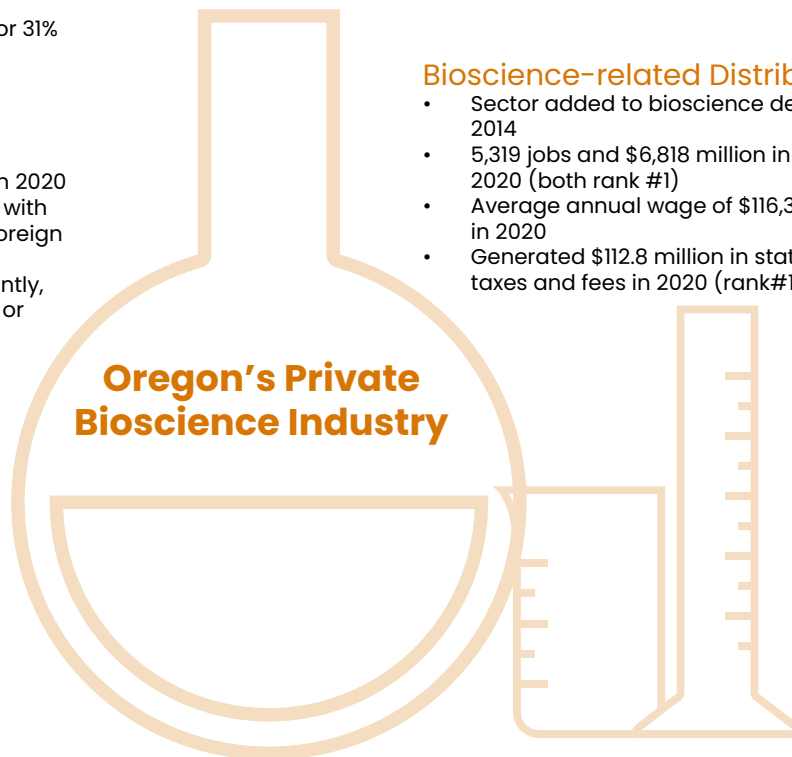 or 31%
n 2020
with
oreign
ntly,
or
Bioscience-related Distrib
• Sector added to bioscience de
2014
• 5,319 jobs and $6,818 million in
2020 (both rank #1)
• Average annual wage of $116,3
in 2020
• Generated $112.8 million in stat
taxes and fees in 2020 (rank#1
Oregon's Private
Bioscience Industry